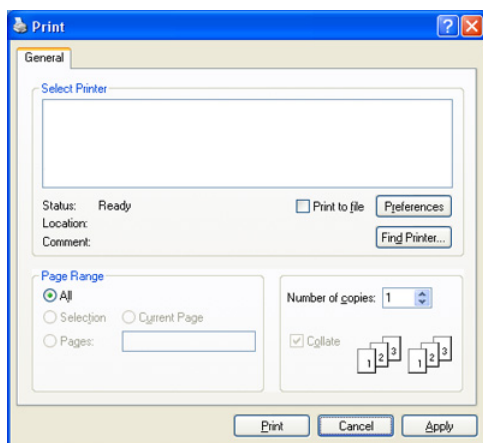 Print
General
Select Printer
Status: Ready
Location:
Comment:
Print to file
Preferences
Find Printer...
Page Range
All
Selection
Current Page
Pages:
Number of copies: 1
Collate
1 2 3 1 2 3
Print
Cancel
Apply